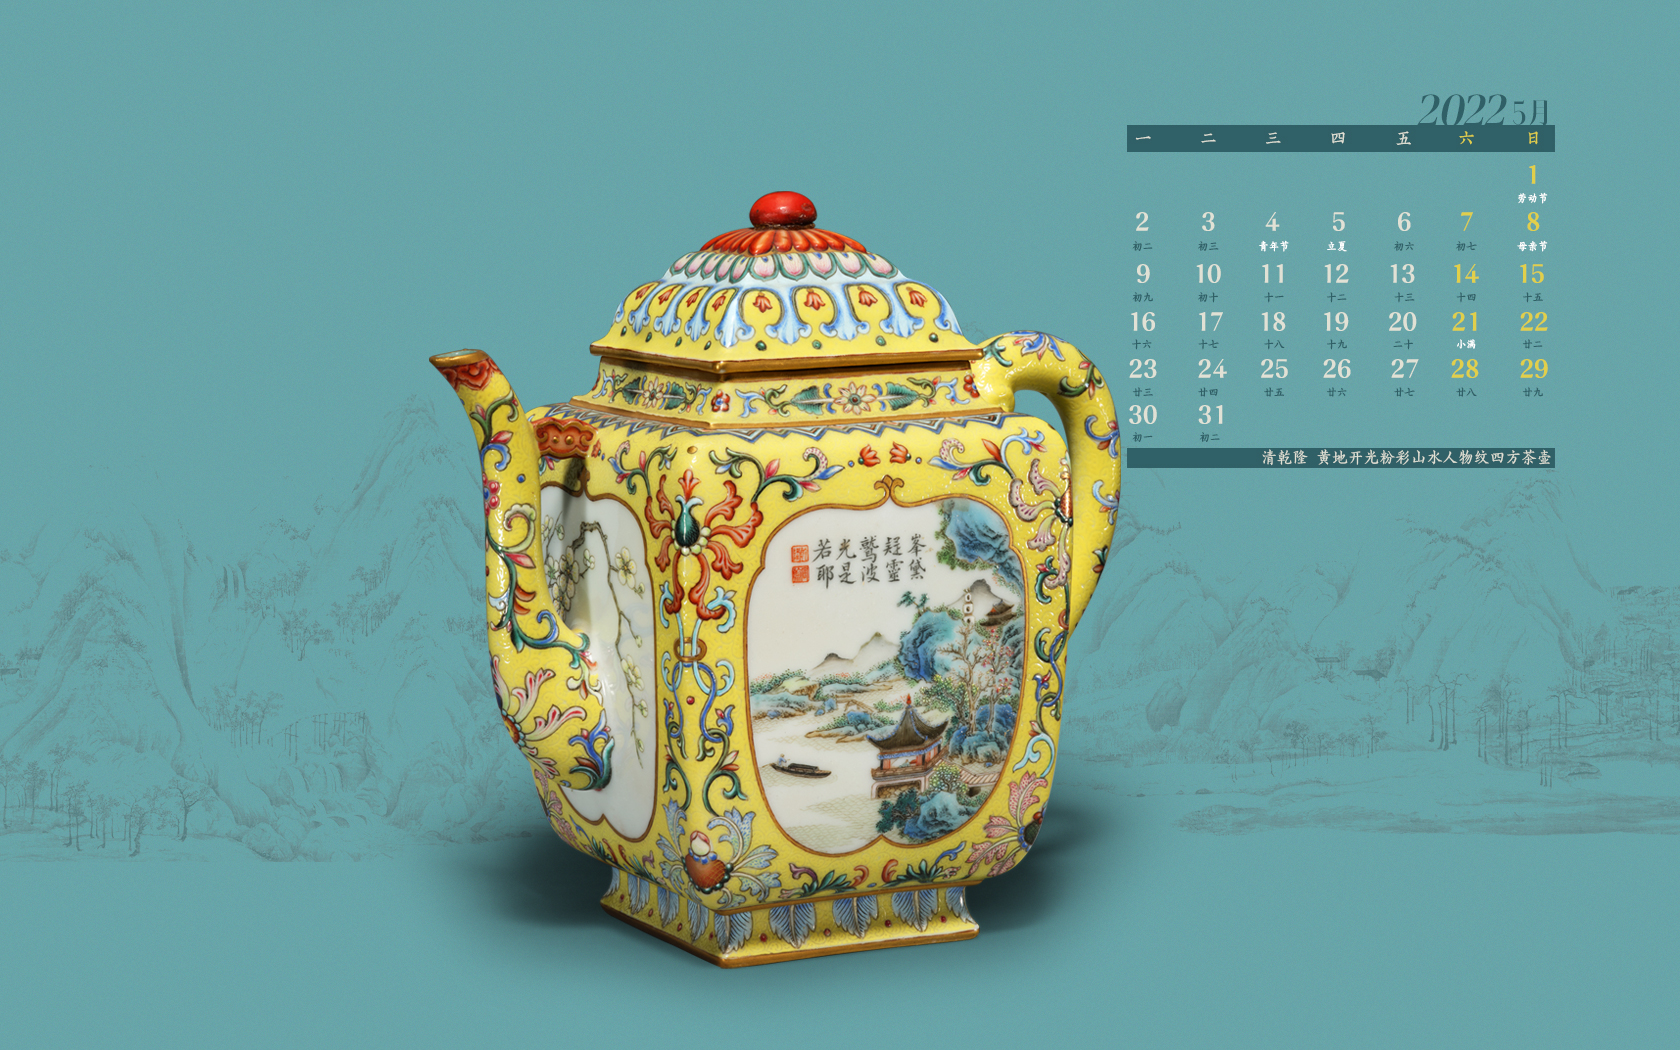 2022 5月
一 二 三 四 五 六 日
1
劳动节
2 3 4 5 6 7 8
初二 初三 青年节 立夏 初六 初七 母亲节
9 10 11 12 13 14 15
初九 初十 十一 十二 十三 十四 十五
16 17 18 19 20 21 22
十六 十七 十八 十九 二十 小满 廿二
23 24 25 26 27 28 29
廿三 廿四 廿五 廿六 廿七 廿八 廿九
30 31
初一 初二
清乾隆 黄地开光粉彩山水人物纹四方茶壶
峯黛
疑靈
鷲波
光是
若耶